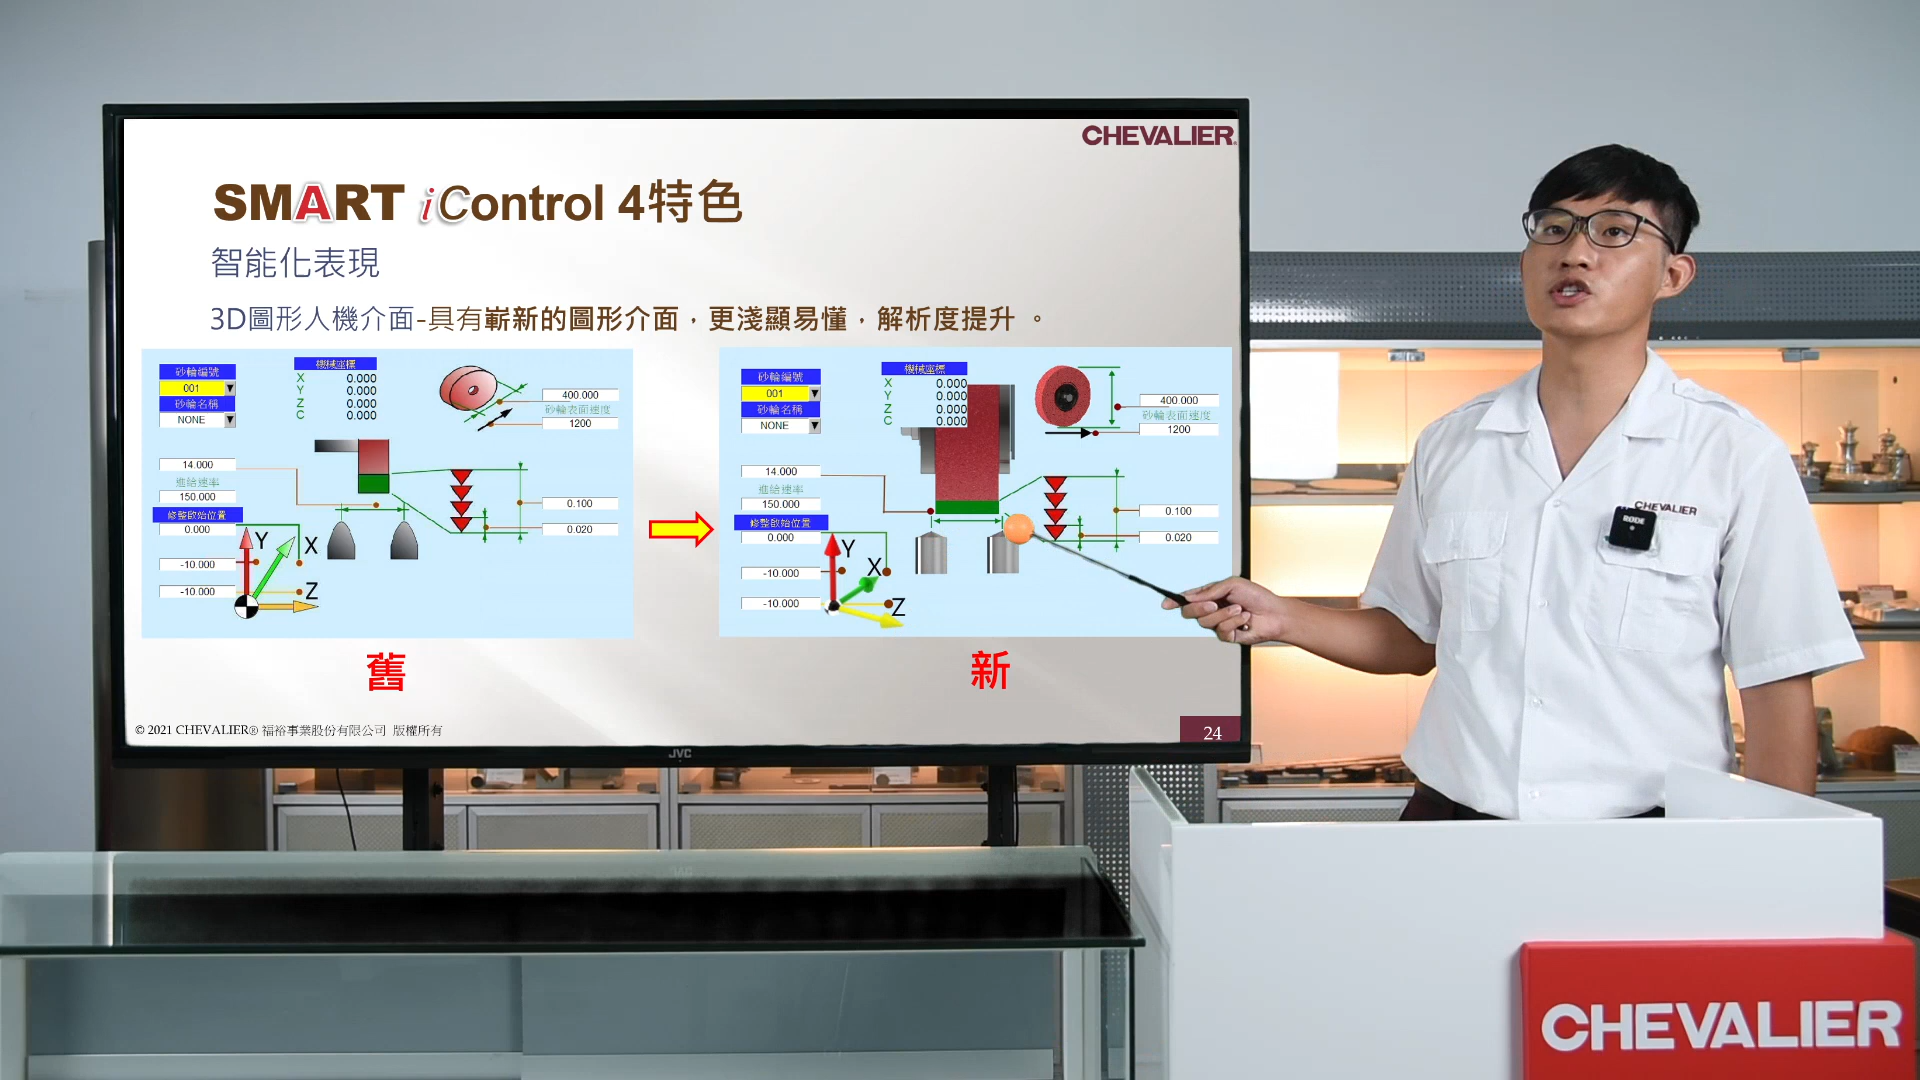 CHEVALIER
SMART iControl 4特色
智能化表現
3D圖形人機介面-具有嶄新的圖形介面，更淺顯易懂，解析度提升 。
砂輪編號
001
砂輪名稱
NONE
機械座標
X 0.000
Y 0.000
Z 0.000
C 0.000
400.000
砂輪表面速度
1200
14.000
進給速率
150.000
修整啟始位置
0.000
-10.000
-10.000
0.100
0.020
Y
X
Z
舊
砂輪編號
001
砂輪名稱
NONE
機械座標
X 0.000
Y 0.000
Z 0.000
C 0.000
400.000
砂輪表面速度
1200
14.000
進給速率
150.000
修整啟始位置
0.000
-10.000
-10.000
0.100
0.020
Y
X
Z
新
© 2021 CHEVALIER® 福裕事業股份有限公司 版權所有
24
JVC
CHEVALIER
RODE
CHEVALIER